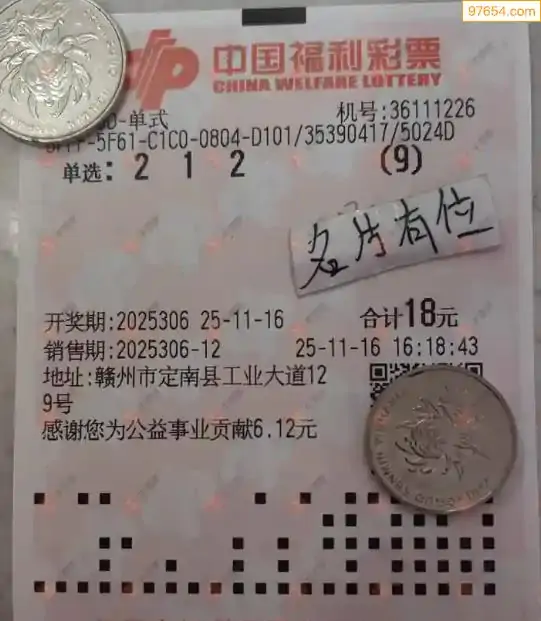 97654.com
中国福利彩票
CHINA WELFARE LOTTERY
-单式 机号:36111226
-5F61-C1C0-0804-D101/35390417/5024D
单选: 2 1 2 (9)
名片有位
开奖期:2025306 25-11-16 合计18元
销售期:2025306-12 25-11-16 16:18:43
地址:赣州市定南县工业大道12
9号
感谢您为公益事业贡献6.12元